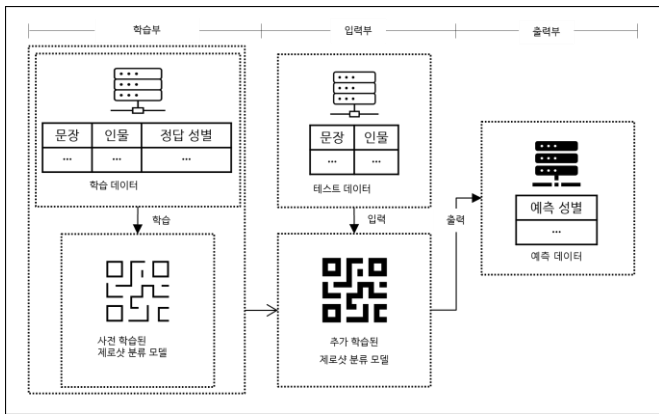 학습부 입력부 출력부
문장 인물 정답 성별
... ... ...
학습 데이터
문장 인물
... ...
테스트 데이터
예측 성별
...
예측 데이터
학습
입력
출력
사전 학습된
제로샷 분류 모델
추가 학습된
제로샷 분류 모델